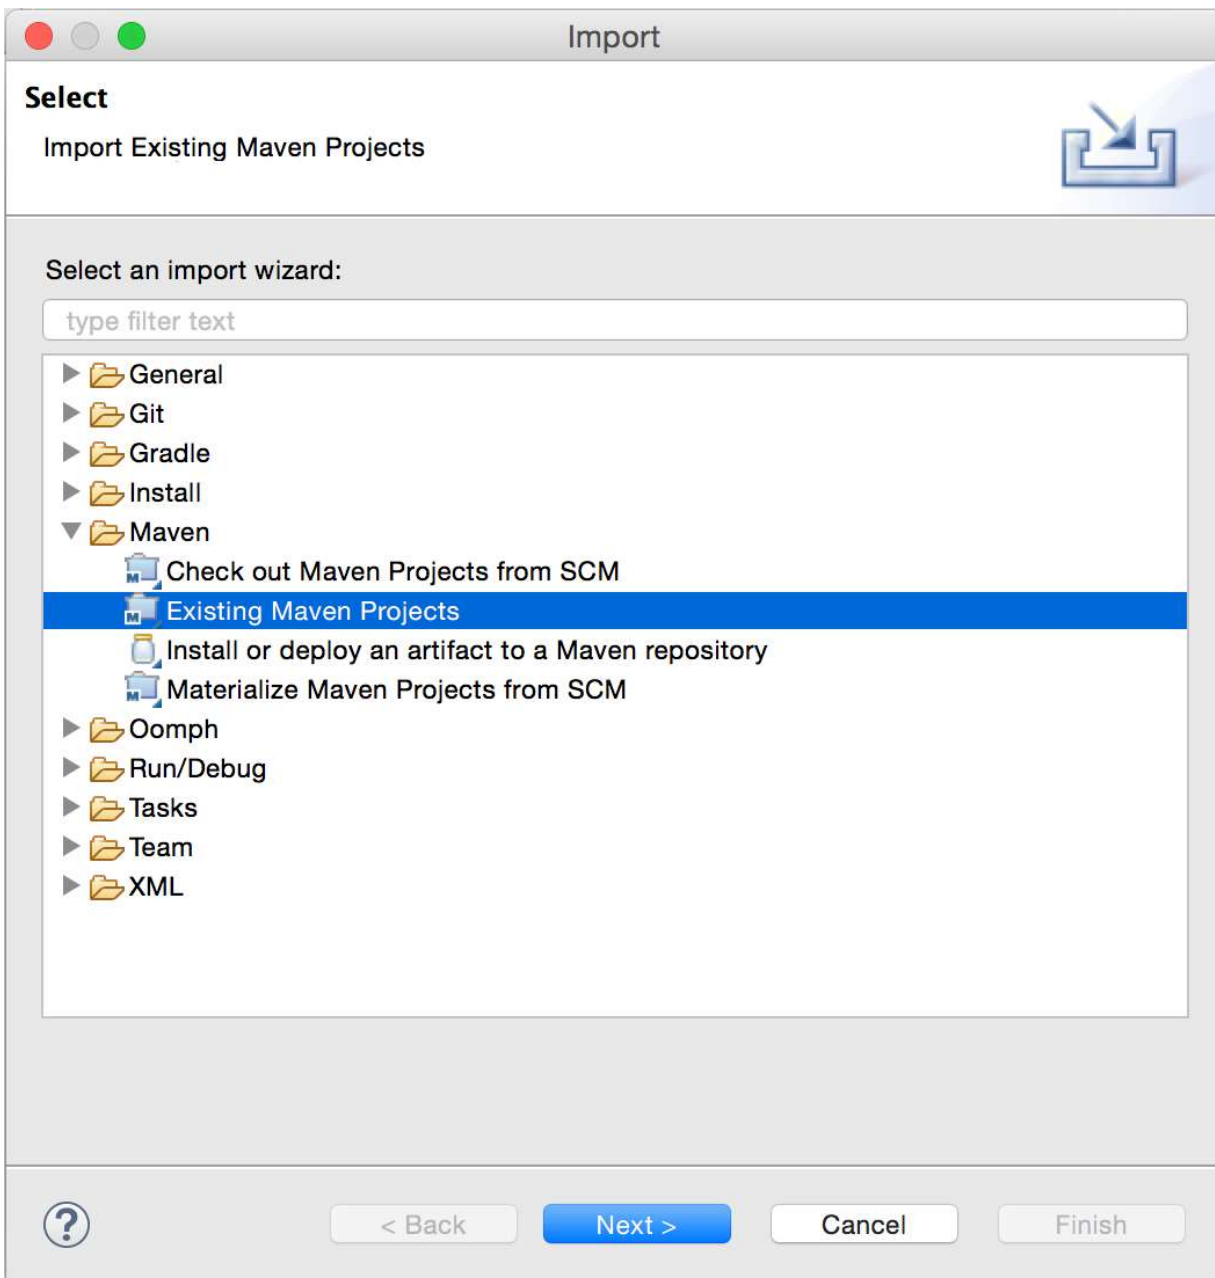 Import
Select
Import Existing Maven Projects
Select an import wizard:
type filter text
General
Git
Gradle
Install
Maven
Check out Maven Projects from SCM
Existing Maven Projects
Install or deploy an artifact to a Maven repository
Materialize Maven Projects from SCM
Oomph
Run/Debug
Tasks
Team
XML
? < Back Next > Cancel Finish